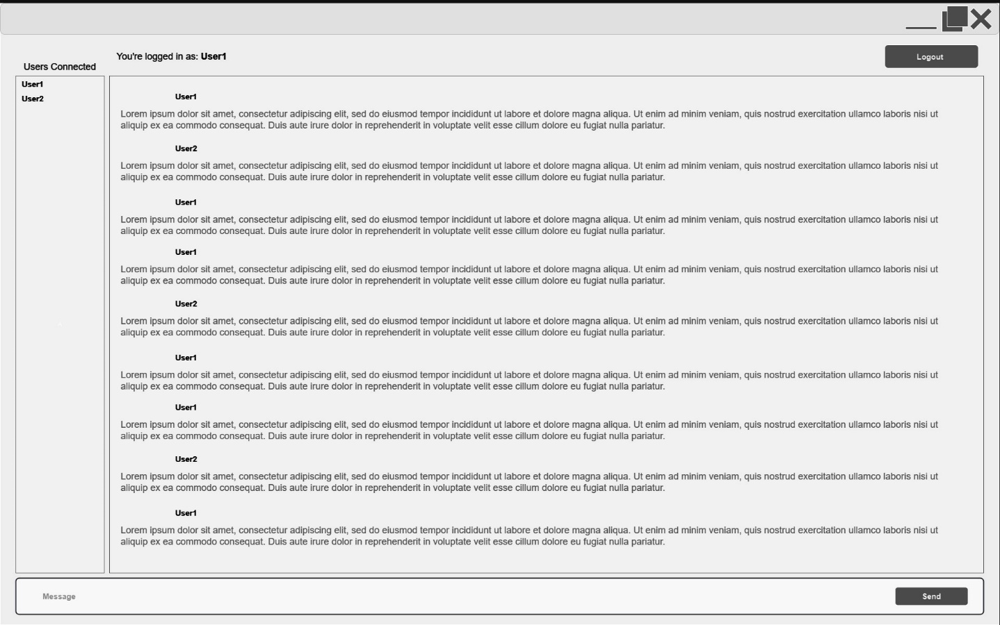 You're logged in as: User1
Logout
Users Connected
User1
User2
User1
Lorem ipsum dolor sit amet, consectetur adipiscing elit, sed do eiusmod tempor incididunt ut labore et dolore magna aliqua. Ut enim ad minim veniam, quis nostrud exercitation ullamco laboris nisi ut
aliquip ex ea commodo consequat. Duis aute irure dolor in reprehenderit in voluptate velit esse cillum dolore eu fugiat nulla pariatur.
User2
Lorem ipsum dolor sit amet, consectetur adipiscing elit, sed do eiusmod tempor incididunt ut labore et dolore magna aliqua. Ut enim ad minim veniam, quis nostrud exercitation ullamco laboris nisi ut
aliquip ex ea commodo consequat. Duis aute irure dolor in reprehenderit in voluptate velit esse cillum dolore eu fugiat nulla pariatur.
User1
Lorem ipsum dolor sit amet, consectetur adipiscing elit, sed do eiusmod tempor incididunt ut labore et dolore magna aliqua. Ut enim ad minim veniam, quis nostrud exercitation ullamco laboris nisi ut
aliquip ex ea commodo consequat. Duis aute irure dolor in reprehenderit in voluptate velit esse cillum dolore eu fugiat nulla pariatur.
User1
Lorem ipsum dolor sit amet, consectetur adipiscing elit, sed do eiusmod tempor incididunt ut labore et dolore magna aliqua. Ut enim ad minim veniam, quis nostrud exercitation ullamco laboris nisi ut
aliquip ex ea commodo consequat. Duis aute irure dolor in reprehenderit in voluptate velit esse cillum dolore eu fugiat nulla pariatur.
User2
Lorem ipsum dolor sit amet, consectetur adipiscing elit, sed do eiusmod tempor incididunt ut labore et dolore magna aliqua. Ut enim ad minim veniam, quis nostrud exercitation ullamco laboris nisi ut
aliquip ex ea commodo consequat. Duis aute irure dolor in reprehenderit in voluptate velit esse cillum dolore eu fugiat nulla pariatur.
User1
Lorem ipsum dolor sit amet, consectetur adipiscing elit, sed do eiusmod tempor incididunt ut labore et dolore magna aliqua. Ut enim ad minim veniam, quis nostrud exercitation ullamco laboris nisi ut
aliquip ex ea commodo consequat. Duis aute irure dolor in reprehenderit in voluptate velit esse cillum dolore eu fugiat nulla pariatur.
User1
Lorem ipsum dolor sit amet, consectetur adipiscing elit, sed do eiusmod tempor incididunt ut labore et dolore magna aliqua. Ut enim ad minim veniam, quis nostrud exercitation ullamco laboris nisi ut
aliquip ex ea commodo consequat. Duis aute irure dolor in reprehenderit in voluptate velit esse cillum dolore eu fugiat nulla pariatur.
User2
Lorem ipsum dolor sit amet, consectetur adipiscing elit, sed do eiusmod tempor incididunt ut labore et dolore magna aliqua. Ut enim ad minim veniam, quis nostrud exercitation ullamco laboris nisi ut
aliquip ex ea commodo consequat. Duis aute irure dolor in reprehenderit in voluptate velit esse cillum dolore eu fugiat nulla pariatur.
User1
Lorem ipsum dolor sit amet, consectetur adipiscing elit, sed do eiusmod tempor incididunt ut labore et dolore magna aliqua. Ut enim ad minim veniam, quis nostrud exercitation ullamco laboris nisi ut
aliquip ex ea commodo consequat. Duis aute irure dolor in reprehenderit in voluptate velit esse cillum dolore eu fugiat nulla pariatur.
Message
Send